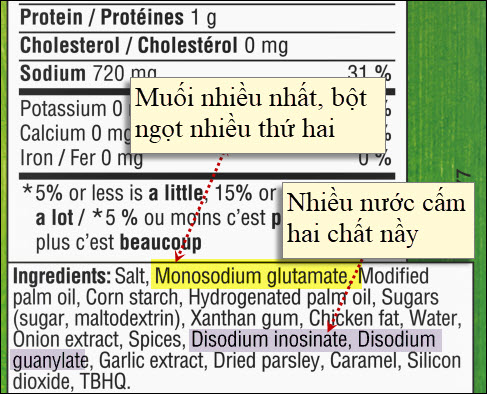 Protein / Protéines 1 g
Cholesterol / Cholestérol 0 mg
Sodium 720 mg 31 %
Muối nhiều nhất, bột
ngọt nhiều thứ hai
Potassium 0 %
Calcium 0 mg %
Iron / Fer 0 mg 0 %
*5% or less is a little, 15% or
a lot / *5 % ou moins c'est
plus c'est beaucoup
Nhiều nước cấm
hai chất nầy
Ingredients: Salt, Monosodium glutamate, Modified
palm oil, Corn starch, Hydrogenated palm oil, Sugars
(sugar, maltodextrin), Xanthan gum, Chicken fat, Water,
Onion extract, Spices, Disodium inosinate, Disodium
guanylate, Garlic extract, Dried parsley, Caramel, Silicon
dioxide, TBHQ.